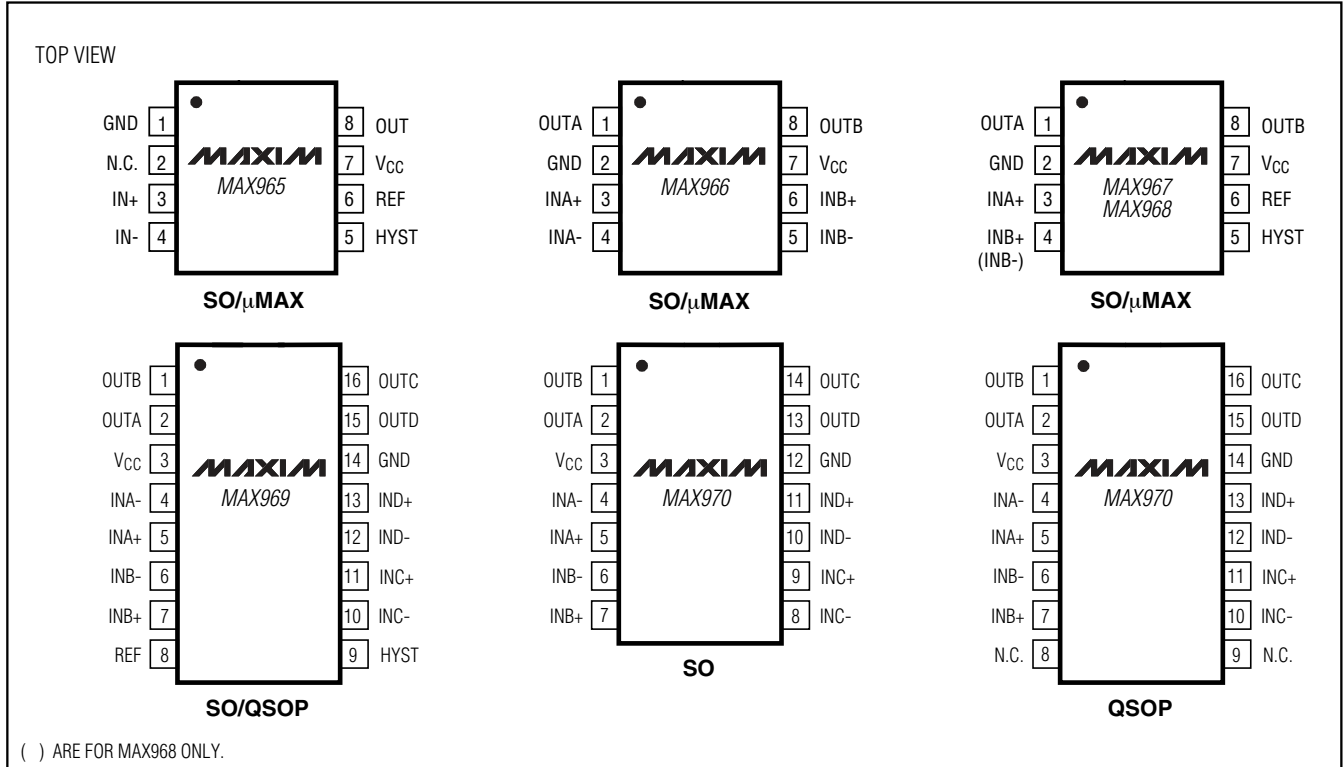 TOP VIEW
GND 1
N.C. 2
IN+ 3
IN- 4
MAXIM
MAX965
8 OUT
7 VCC
6 REF
5 HYST
SO/µMAX
OUTA 1
GND 2
INA+ 3
INA- 4
MAXIM
MAX966
8 OUTB
7 VCC
6 INB+
5 INB-
SO/µMAX
OUTA 1
GND 2
INA+ 3
INB+ 4
(INB-)
MAXIM
MAX967
MAX968
8 OUTB
7 VCC
6 REF
5 HYST
SO/µMAX
OUTB 1
OUTA 2
VCC 3
INA- 4
INA+ 5
INB- 6
INB+ 7
REF 8
MAXIM
MAX969
16 OUTC
15 OUTD
14 GND
13 IND+
12 IND-
11 INC+
10 INC-
9 HYST
SO/QSOP
OUTB 1
OUTA 2
VCC 3
INA- 4
INA+ 5
INB- 6
INB+ 7
MAXIM
MAX970
14 OUTC
13 OUTD
12 GND
11 IND+
10 IND-
9 INC+
8 INC-
SO
OUTB 1
OUTA 2
VCC 3
INA- 4
INA+ 5
INB- 6
INB+ 7
N.C. 8
MAXIM
MAX970
16 OUTC
15 OUTD
14 GND
13 IND+
12 IND-
11 INC+
10 INC-
9 N.C.
QSOP
( ) ARE FOR MAX968 ONLY.